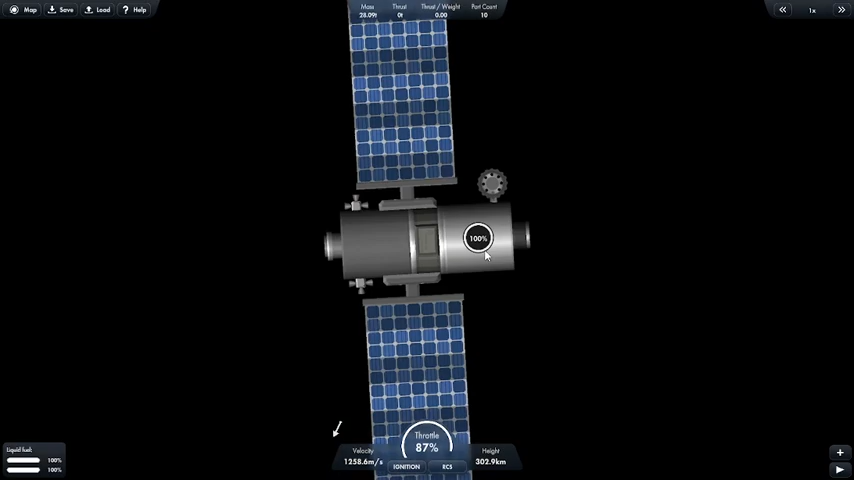 Map Save Load Help
Mass Thrust Thrust / Weight Part Count
28.09t 0t 0.00 10
1x
100%
Throttle
87%
Velocity Height
1258.6m/s 302.9km
IGNITION RCS
Liquid fuel:
100%
100%